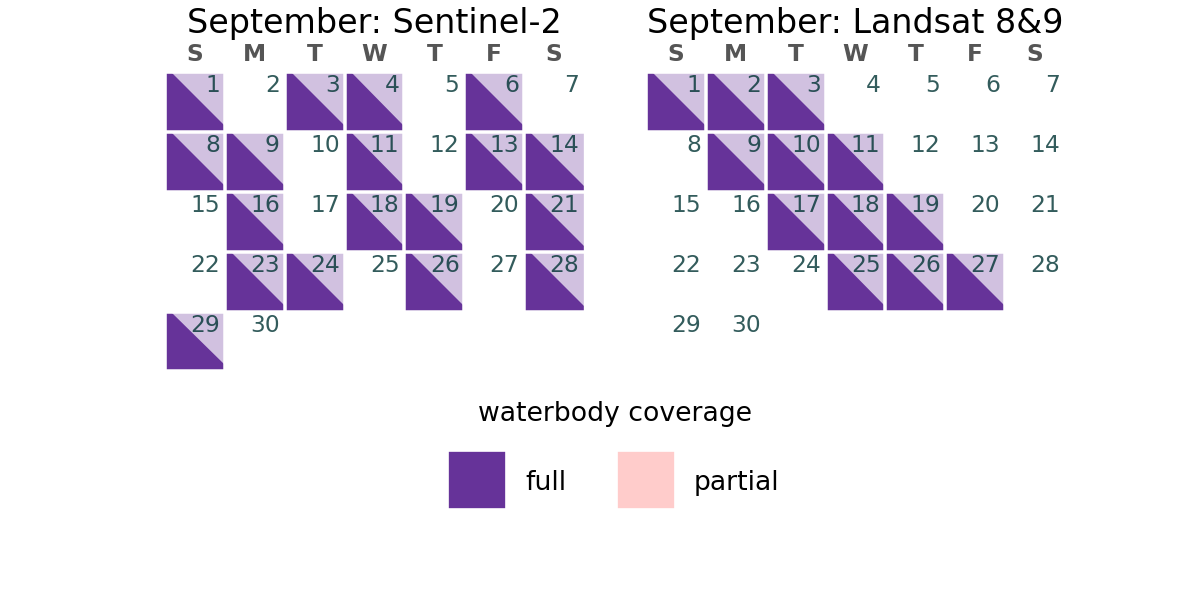 September: Sentinel-2
S M T W T F S
1 2 3 4 5 6 7
8 9 10 11 12 13 14
15 16 17 18 19 20 21
22 23 24 25 26 27 28
29 30
September: Landsat 8&9
S M T W T F S
1 2 3 4 5 6 7
8 9 10 11 12 13 14
15 16 17 18 19 20 21
22 23 24 25 26 27 28
29 30
waterbody coverage
full partial